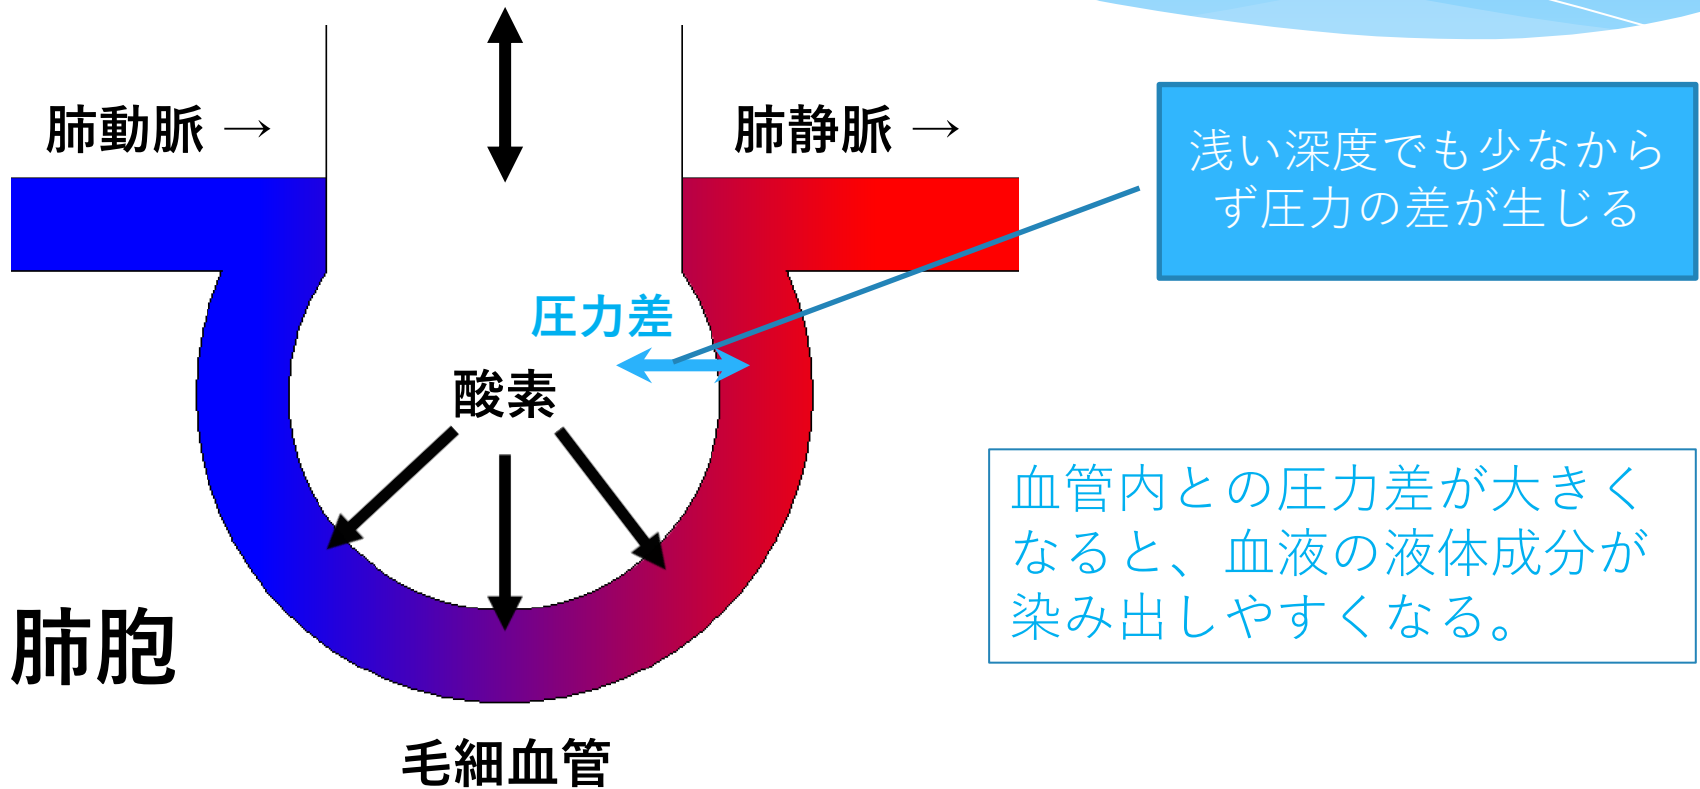 肺動脈 →
肺静脈 →
浅い深度でも少なから
ず圧力の差が生じる
圧力差
酸素
血管内との圧力差が大きく
なると、血液の液体成分が
染み出しやすくなる。
肺胞
毛細血管